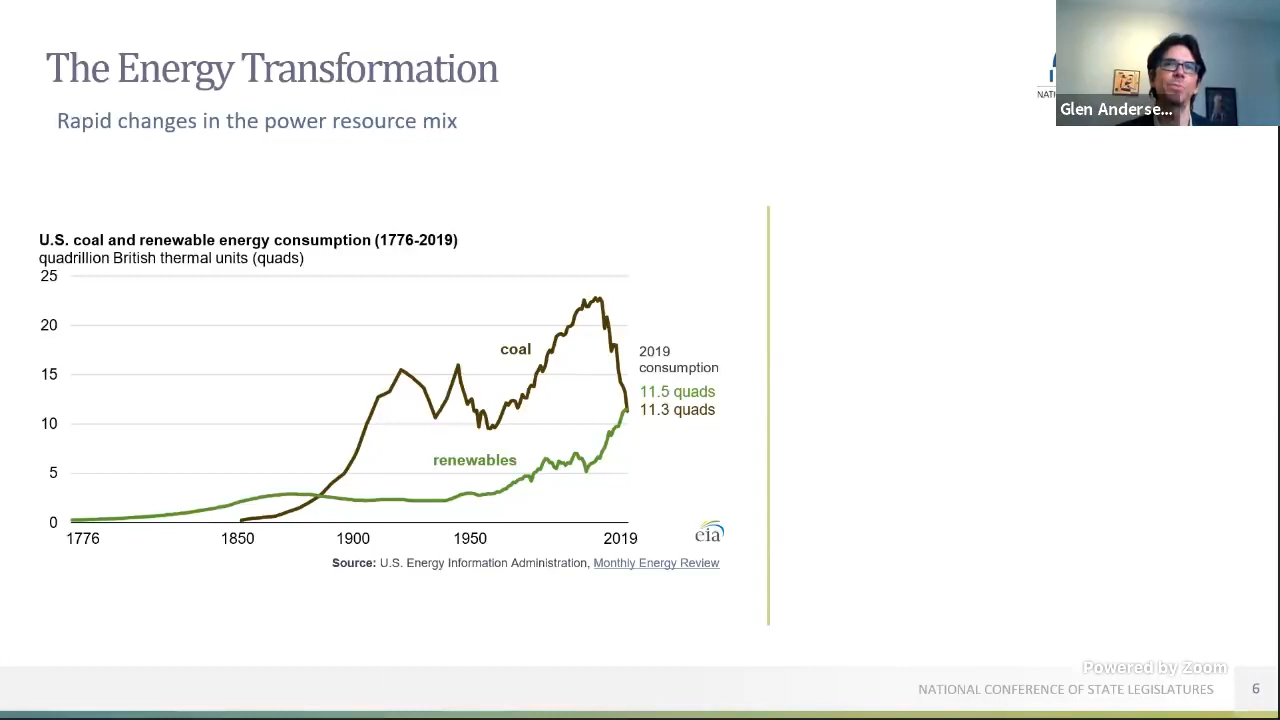 The Energy Transformation
Rapid changes in the power resource mix
NATI
Glen Anderse...
U.S. coal and renewable energy consumption (1776-2019)
quadrillion British thermal units (quads)
25
20
15
10
5
0
coal
renewables
2019
consumption
11.5 quads
11.3 quads
1776 1850 1900 1950 2019
eia
Source: U.S. Energy Information Administration, Monthly Energy Review
Powered by Zoom
NATIONAL CONFERENCE OF STATE LEGISLATURES 6